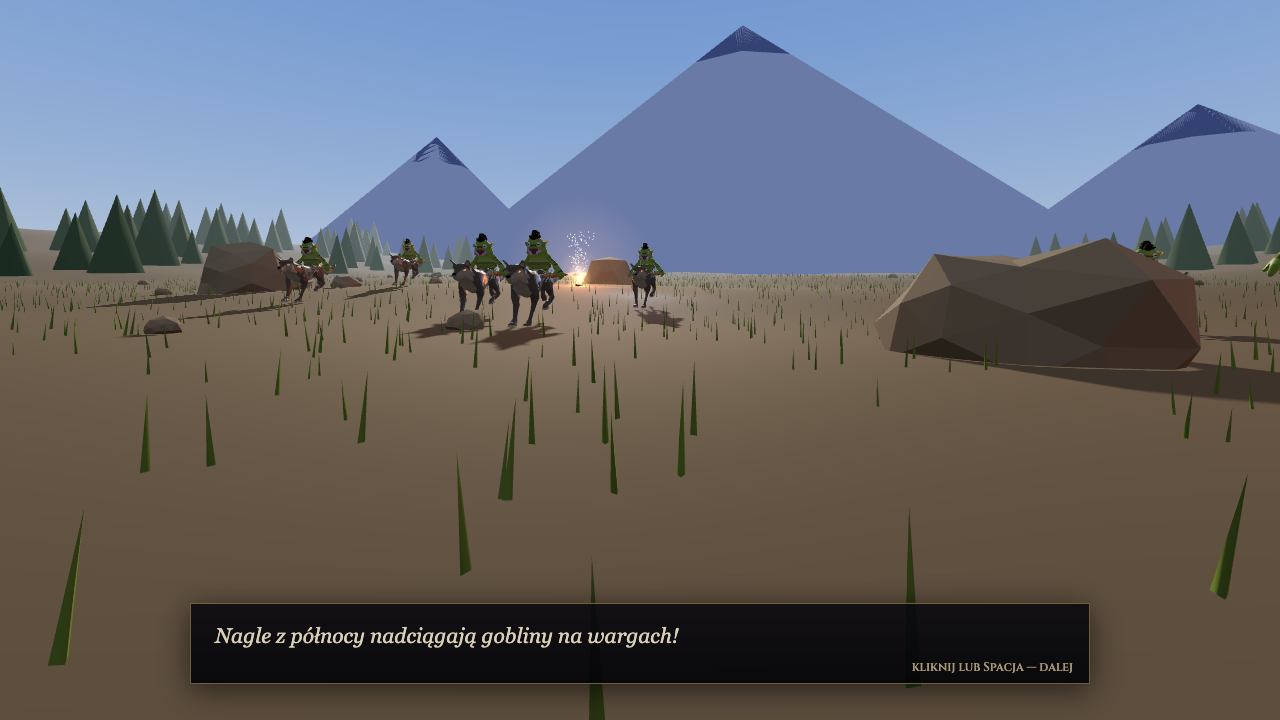 Nagle z północy nadciągają gobliny na wargach!
kliknij lub Spacja — dalej